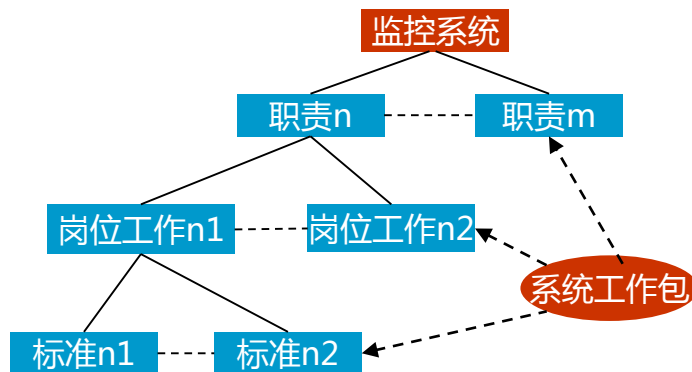 监控系统
职责n
职责m
岗位工作n1
岗位工作n2
系统工作包
标准n1
标准n2